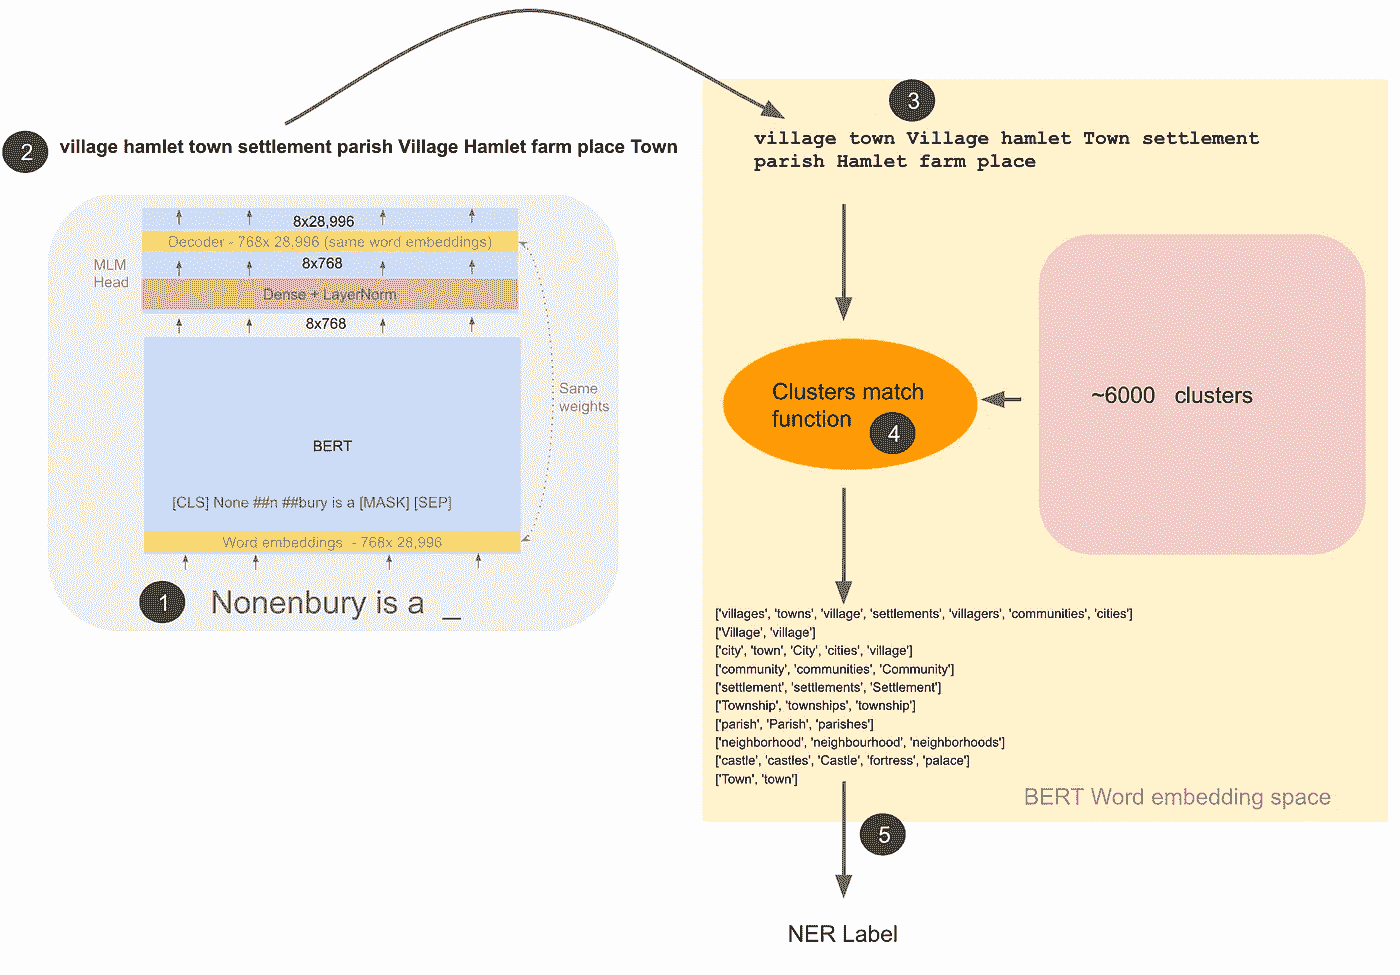 3
2 village hamlet town settlement parish Village Hamlet farm place Town
village town Village hamlet Town settlement
parish Hamlet farm place
8x28,996
Decoder - 768x 28,996 (same word embeddings)
MLM
Head
8x768
Dense + LayerNorm
8x768
Same
weights
BERT
[CLS] None ##n ##bury is a [MASK] [SEP]
Word embeddings - 768x 28,996
1 Nonenbury is a _
Clusters match
function 4
~6000 clusters
['villages', 'towns', 'village', 'settlements', 'villagers', 'communities', 'cities']
['Village', 'village']
['city', 'town', 'City', 'cities', 'village']
['community', 'communities', 'Community']
['settlement', 'settlements', 'Settlement']
['Township', 'townships', 'township']
['parish', 'Parish', 'parishes']
['neighborhood', 'neighbourhood', 'neighborhoods']
['castle', 'castles', 'Castle', 'fortress', 'palace']
['Town', 'town']
BERT Word embedding space
5
NER Label